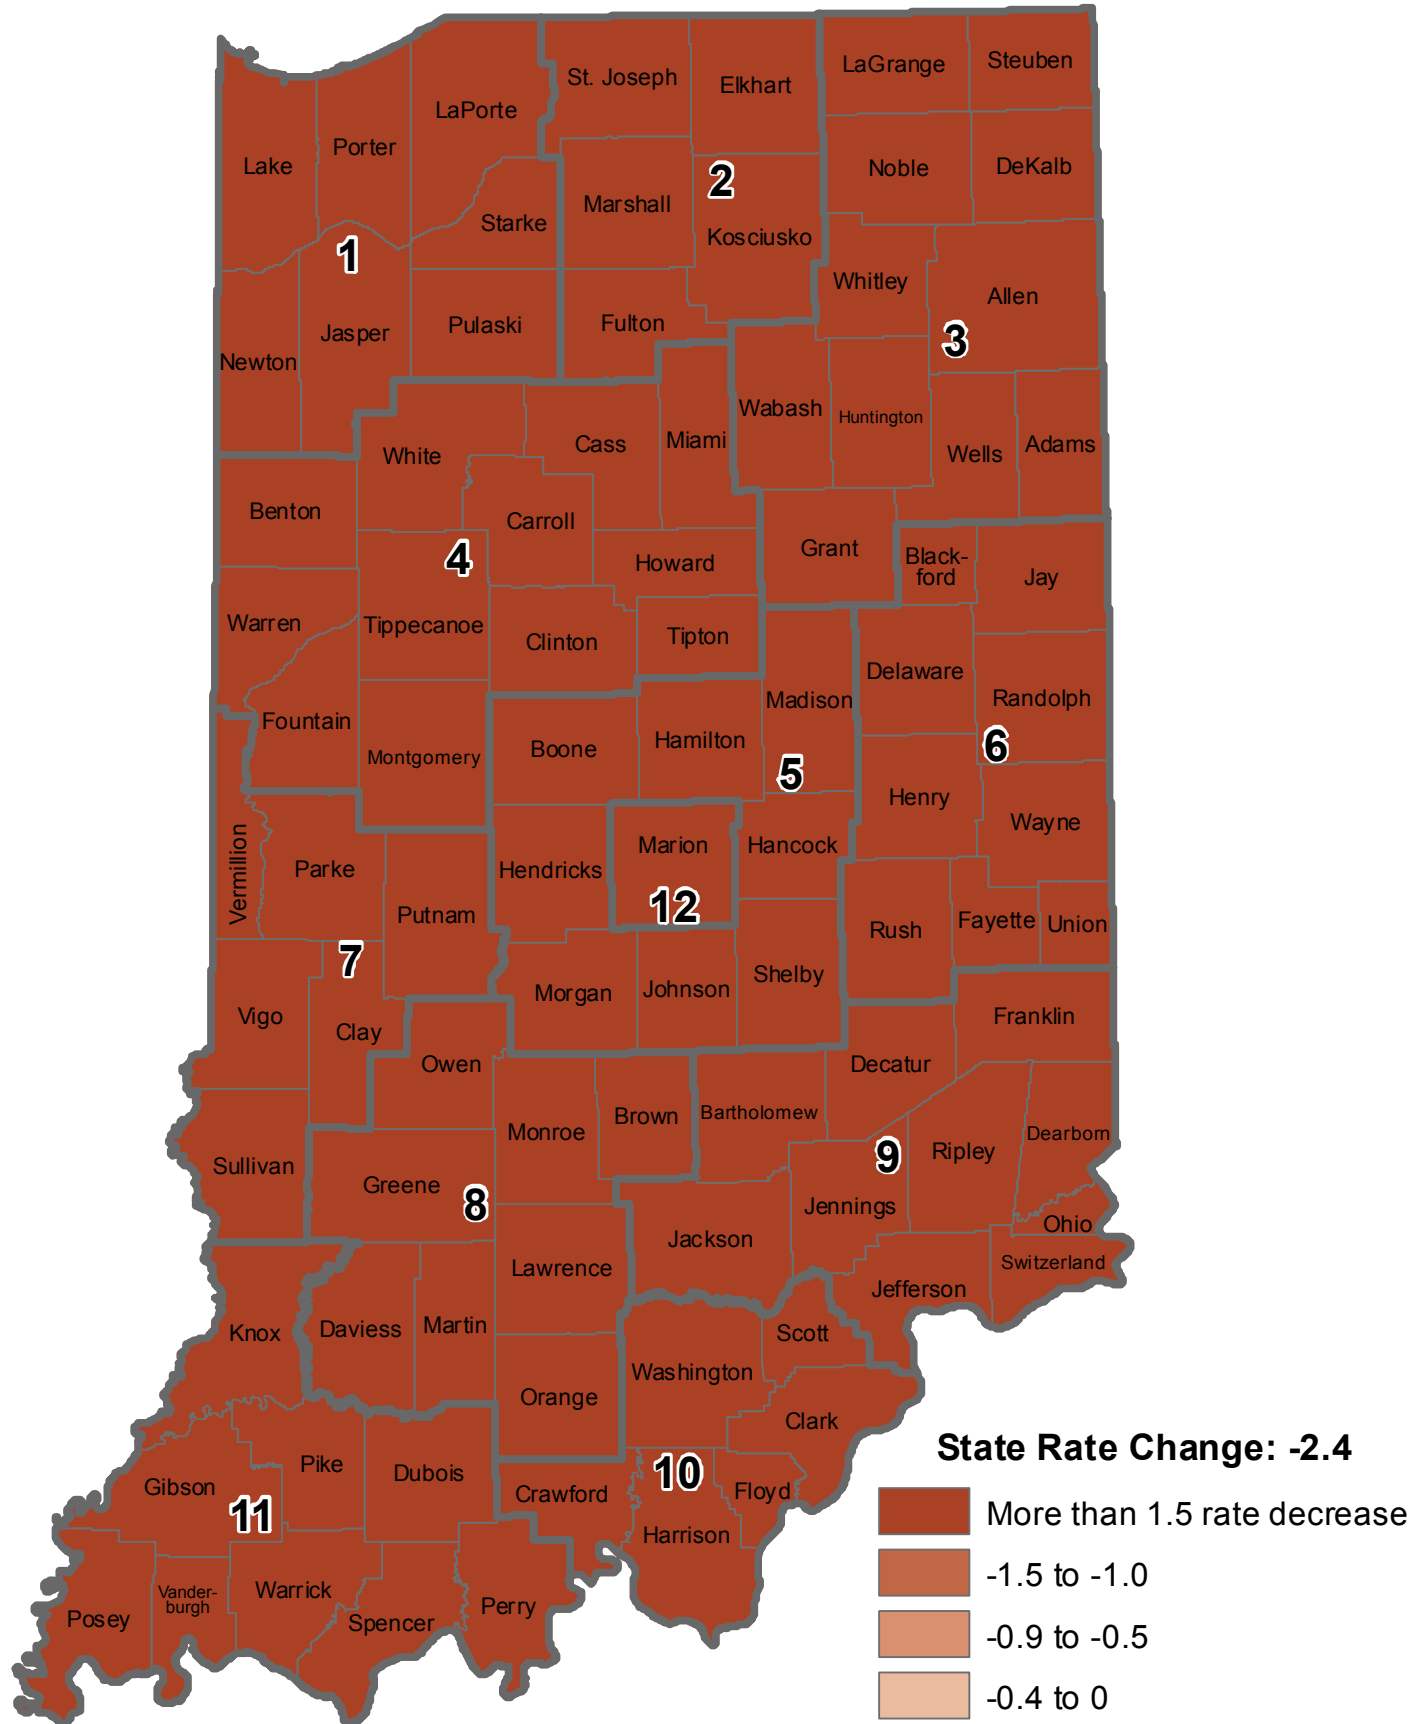 St. Joseph
Elkhart
LaGrange
Steuben
LaPorte
Porter
Lake
Noble
DeKalb
2
Marshall
Starke
Kosciusko
1
Whitley
Allen
Jasper
Pulaski
Fulton
3
Newton
Wabash
Huntington
White
Cass
Miami
Wells
Adams
Benton
Carroll
4
Howard
Grant
Black-
ford
Jay
Warren
Tippecanoe
Clinton
Tipton
Delaware
Madison
Randolph
Fountain
Montgomery
Boone
Hamilton
5
6
Henry
Wayne
Vermillion
Parke
Putnam
Hendricks
Marion
Hancock
12
Rush
Fayette
Union
7
Vigo
Clay
Morgan
Johnson
Shelby
Franklin
Owen
Decatur
Monroe
Brown
Bartholomew
Dearborn
Sullivan
9
Ripley
Greene
8
Jennings
Ohio
Jackson
Lawrence
Switzerland
Jefferson
Knox
Daviess
Martin
Scott
Washington
Orange
Clark
Gibson
Pike
Dubois
10
Crawford
Floyd
11
Harrison
Posey
Vander-
burgh
Warrick
Spencer
Perry
State Rate Change: -2.4
More than 1.5 rate decrease
-1.5 to -1.0
-0.9 to -0.5
-0.4 to 0